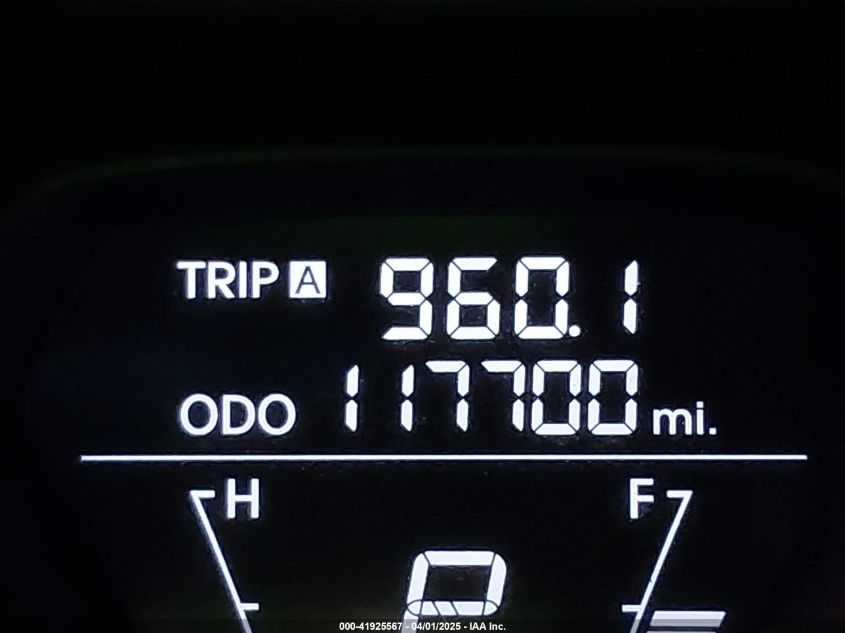 TRIP A 960.1
ODO 117700 mi.
H F
P
000-41925567 - 04/01/2025 - IAA Inc.